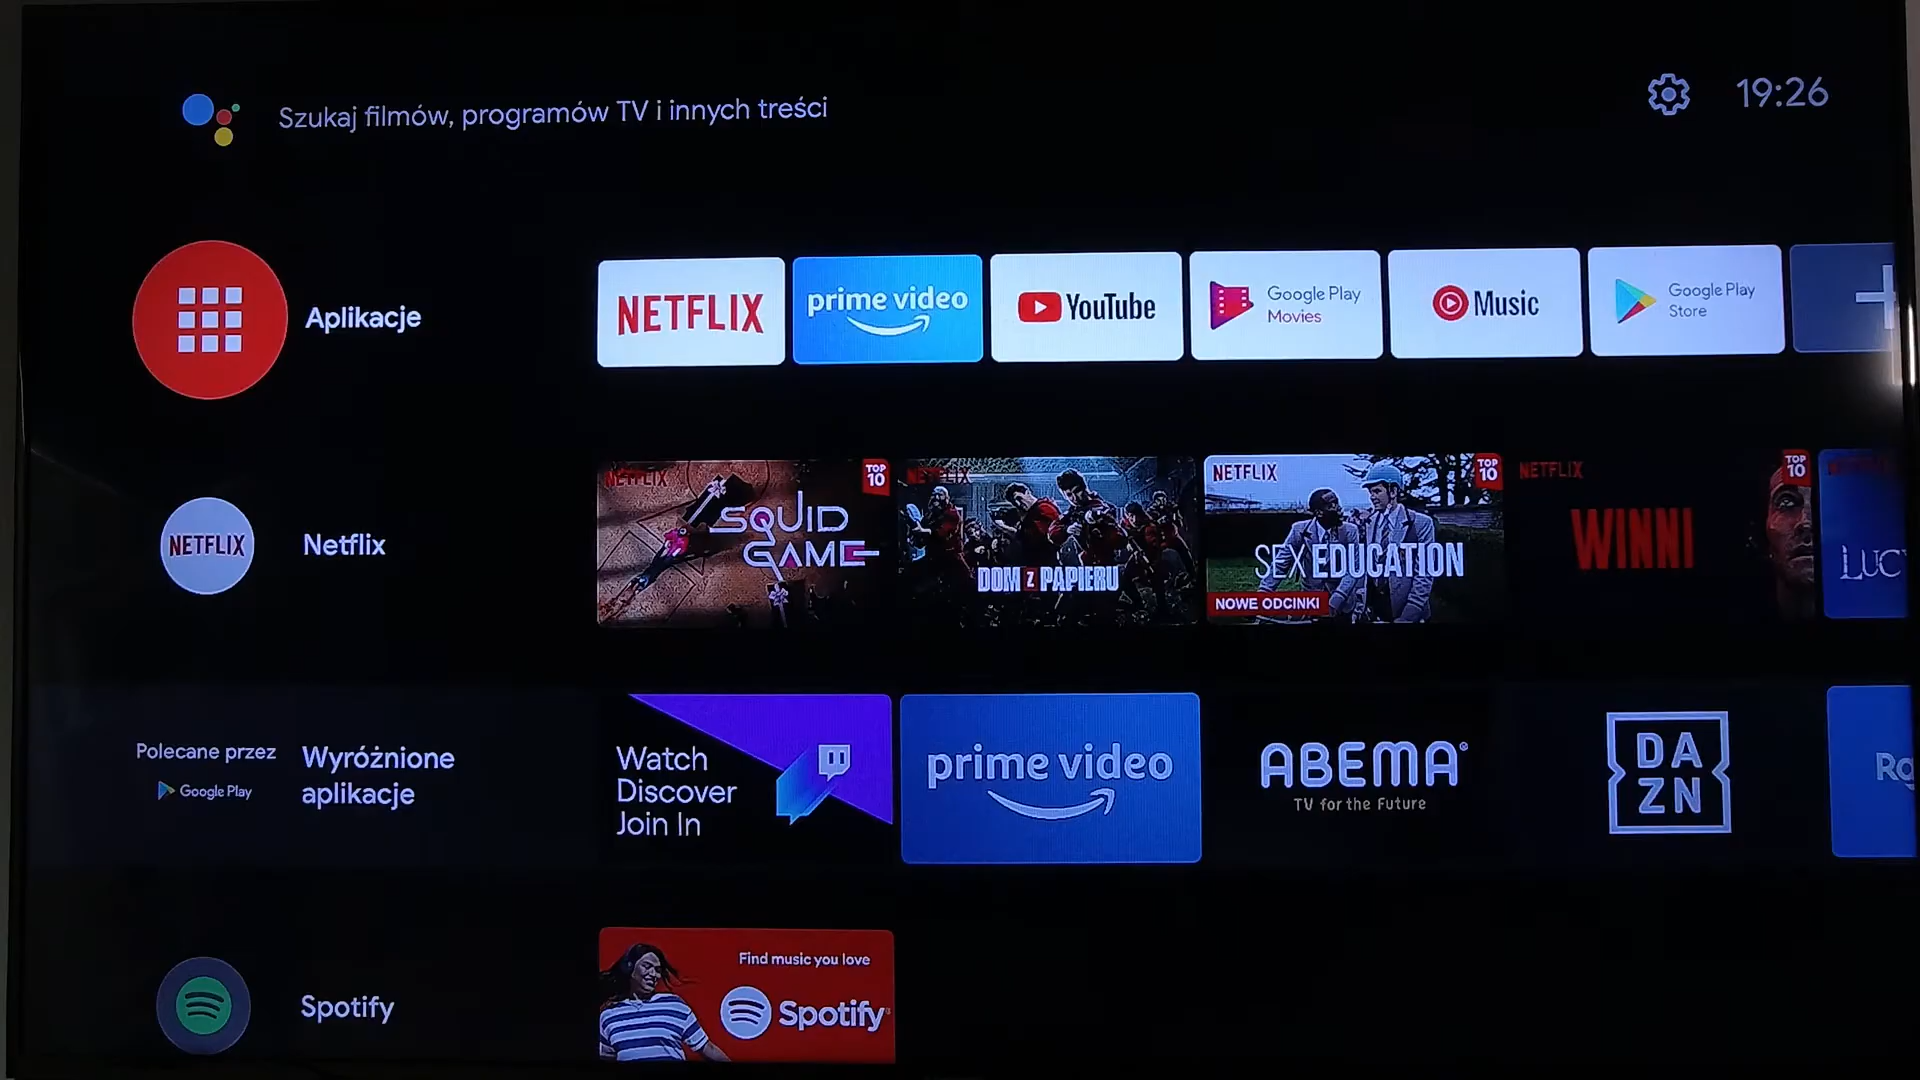 Szukaj filmów, programów TV i innych treści
19:26
Aplikacje
NETFLIX
prime video
YouTube
Google Play
Movies
Music
Google Play
Store
NETFLIX
Netflix
NETFLIX
TOP
10
SQUID
GAME
NETFLIX
DOM Z PAPIERU
NETFLIX
TOP
10
SEX EDUCATION
NOWE ODCINKI
NETFLIX
TOP
10
WINNI
LUC
Polecane przez
Google Play
Wyróżnione
aplikacje
Watch
Discover
Join In
prime video
ABEMA
TV for the Future
DA
ZN
Spotify
Find music you love
Spotify